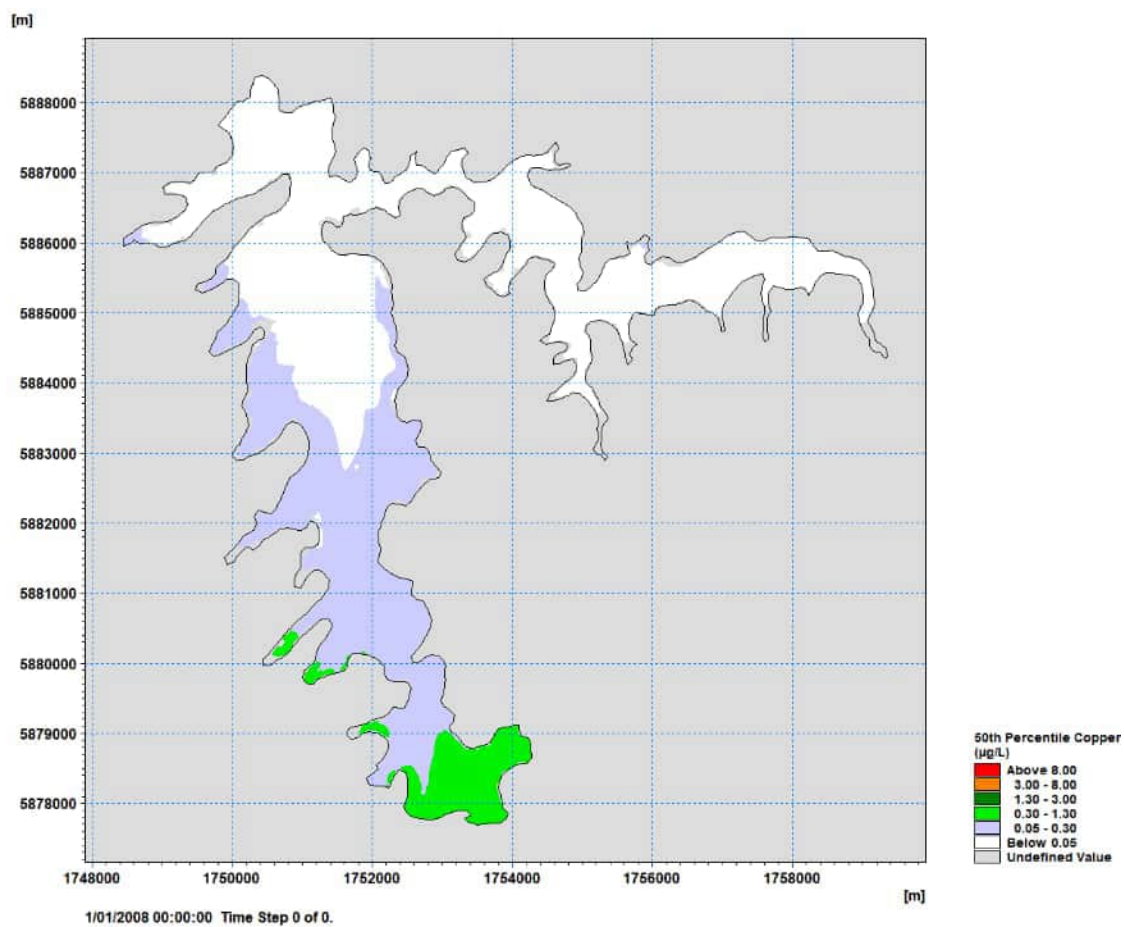 [m]
5888000
5887000
5886000
5885000
5884000
5883000
5882000
5881000
5880000
5879000
5878000
1748000 1750000 1752000 1754000 1756000 1758000
[m]
1/01/2008 00:00:00 Time Step 0 of 0.
50th Percentile Copper
(µg/L)
Above 8.00
3.00 - 8.00
1.30 - 3.00
0.30 - 1.30
0.05 - 0.30
Below 0.05
Undefined Value